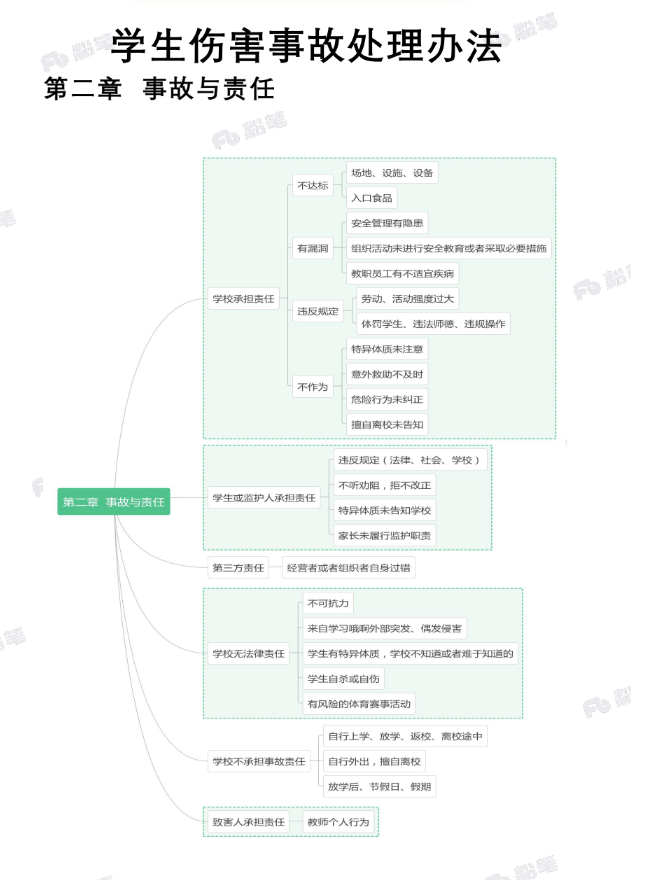 学生伤害事故处理办法
第二章 事故与责任
第二章 事故与责任
学校承担责任
不达标
场地、设施、设备
入口食品
有漏洞
安全管理有隐患
组织活动未进行安全教育或者采取必要措施
教职员工有不适宜疾病
违反规定
劳动、活动强度过大
体罚学生、违法师德、违规操作
不作为
特异体质未注意
意外救助不及时
危险行为未纠正
擅自离校未告知
学生或监护人承担责任
违反规定（法律、社会、学校）
不听劝阻，拒不改正
特异体质未告知学校
家长未履行监护职责
第三方责任
经营者或者组织者自身过错
学校无法律责任
不可抗力
来自学习哦啊外部突发、偶发侵害
学生有特异体质，学校不知道或者难于知道的
学生自杀或自伤
有风险的体育赛事活动
学校不承担事故责任
自行上学、放学、返校、离校途中
自行外出，擅自离校
放学后、节假日、假期
致害人承担责任
教师个人行为
粉笔
粉笔
粉笔
粉笔
粉笔
粉笔